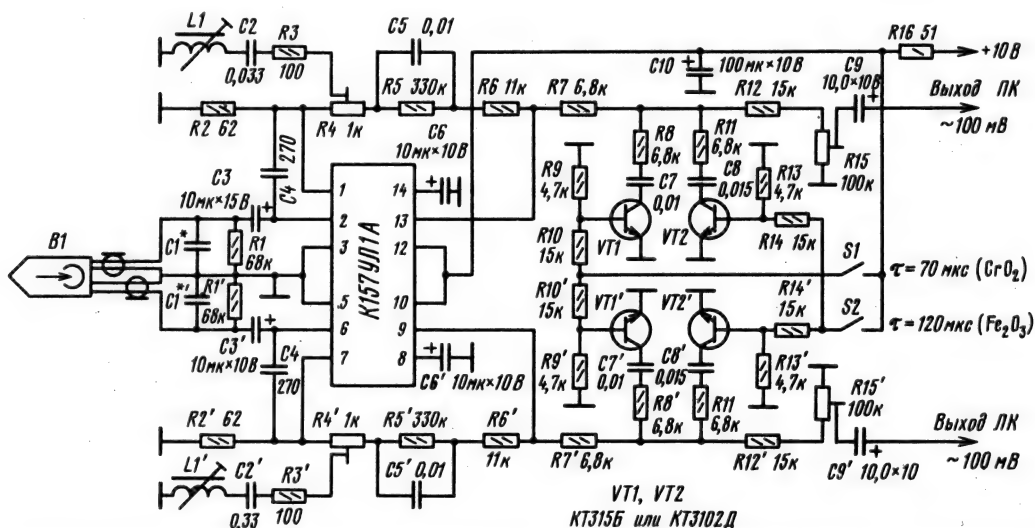 L1
C2
0,033
R3
100
C5 0,01
R2 62
R4 1к
R5 330к
R6 11к
R7 6,8к
C10
100мк×10В
R12 15к
C9
10,0×10В
R16 51
+10В
Выход ПК
~100 мВ
R15
100к
C6
10мк×10В
270
C4
C3
10мк×15В
R8
6,8к
R11
6,8к
C7
0,01
C8
0,015
R9
4,7к
R13
4,7к
R10
15к
VT1
VT2
R14 15к
B1
C1*
R1
68к
К157УЛ1А
1
2
3
5
6
7
14
13
12
10
9
8
S1
τ = 70 мкс (CrO₂)
S2
τ = 120мкс (Fe₂O₃)
C1*'
R1'
68к
C3'
10мк×10В
C4
270
C6' 10мк×10В
R10'
15к
VT1'
VT2'
R14'
15к
R9'
4,7к
C7'
0,01
C8'
0,015
R13'
4,7к
R15'
100к
R8'
6,8к
R11
6,8к
R2' 62
R4' 1к
R5' 330к
R6'
11к
R7' 6,8к
R12' 15к
Выход ЛК
~100 мВ
C9' 10,0×10
L1'
C2'
0,33
R3'
100
C5' 0,01
VT1, VT2
КТ315Б или КТ3102Д